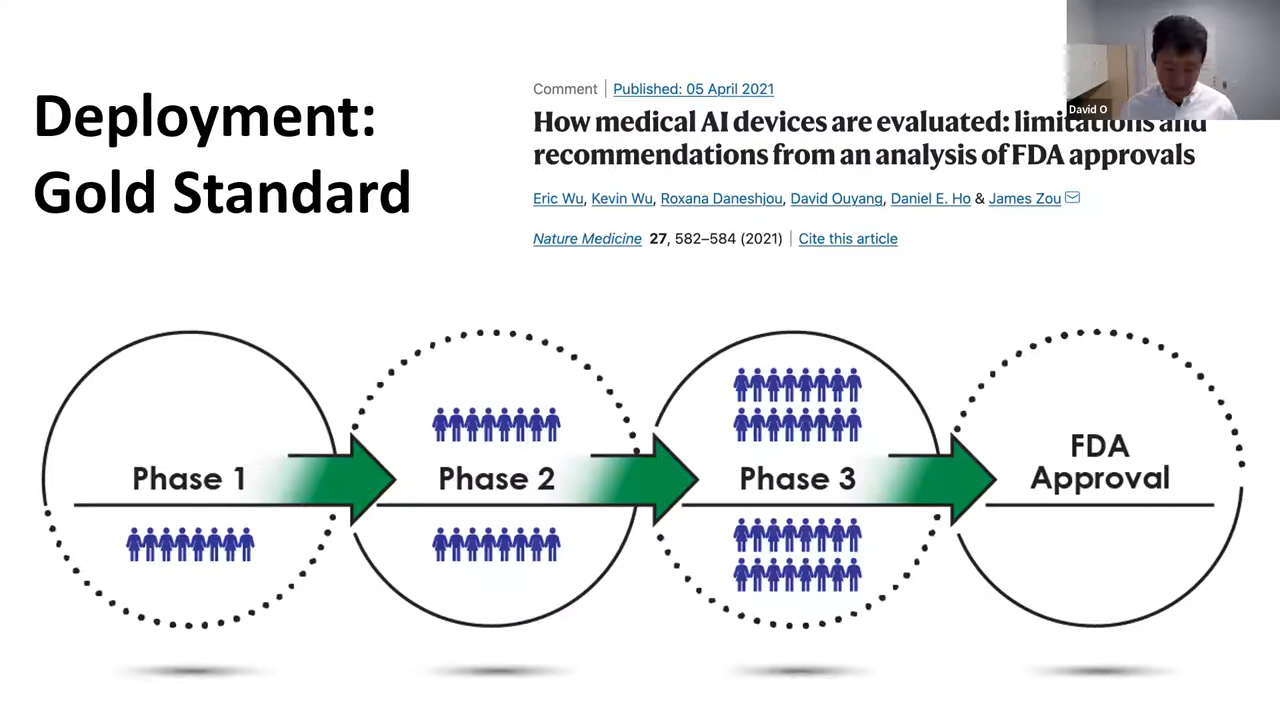 Deployment:
Gold Standard
Comment | Published: 05 April 2021
How medical AI devices are evaluated: limitations and
recommendations from an analysis of FDA approvals
Eric Wu, Kevin Wu, Roxana Daneshjou, David Ouyang, Daniel E. Ho & James Zou
Nature Medicine 27, 582–584 (2021) | Cite this article
David O
Phase 1
Phase 2
Phase 3
FDA
Approval